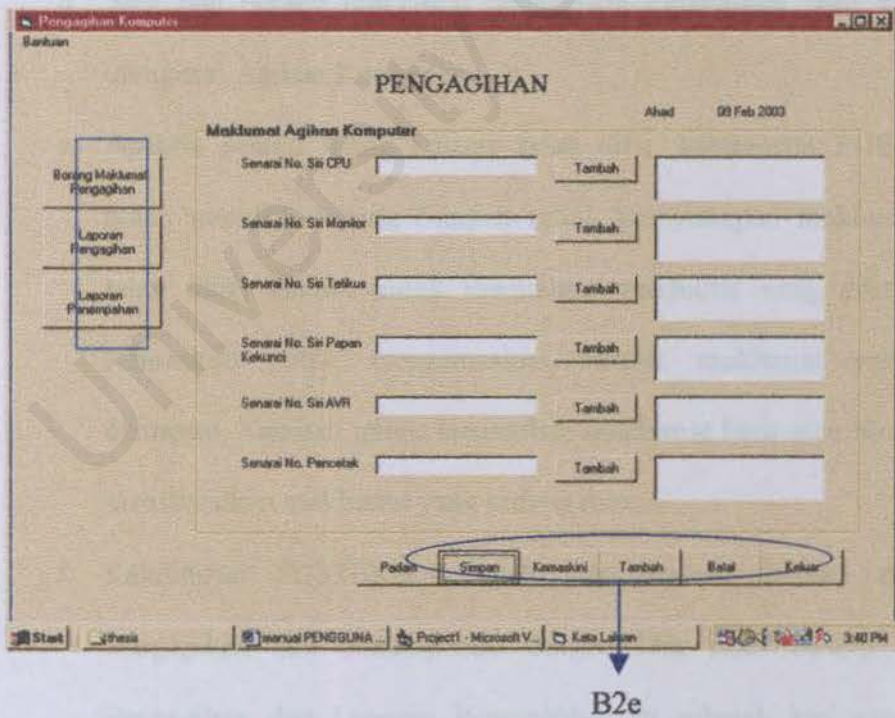 Pengagihan Komputer
Bantuan
PENGAGIHAN
Ahad 09 Feb 2003
Maklumat Agihan Komputer
Borang Maklumat
Pengagihan
Laporan
Pengagihan
Laporan
Penempahan
Senarai No. Siri CPU
Tambah
Senarai No. Siri Monitor
Tambah
Senarai No. Siri Tetikus
Tambah
Senarai No. Siri Papan
Kekunci
Tambah
Senarai No. Siri AVR
Tambah
Senarai No. Pencetak
Tambah
Padam Simpan Kemaskini Tambah Batal Keluar
Start thesis manual PENGGUNA ... Project1 - Microsoft V... Kata Laluan 3:40 PM
B2e
University